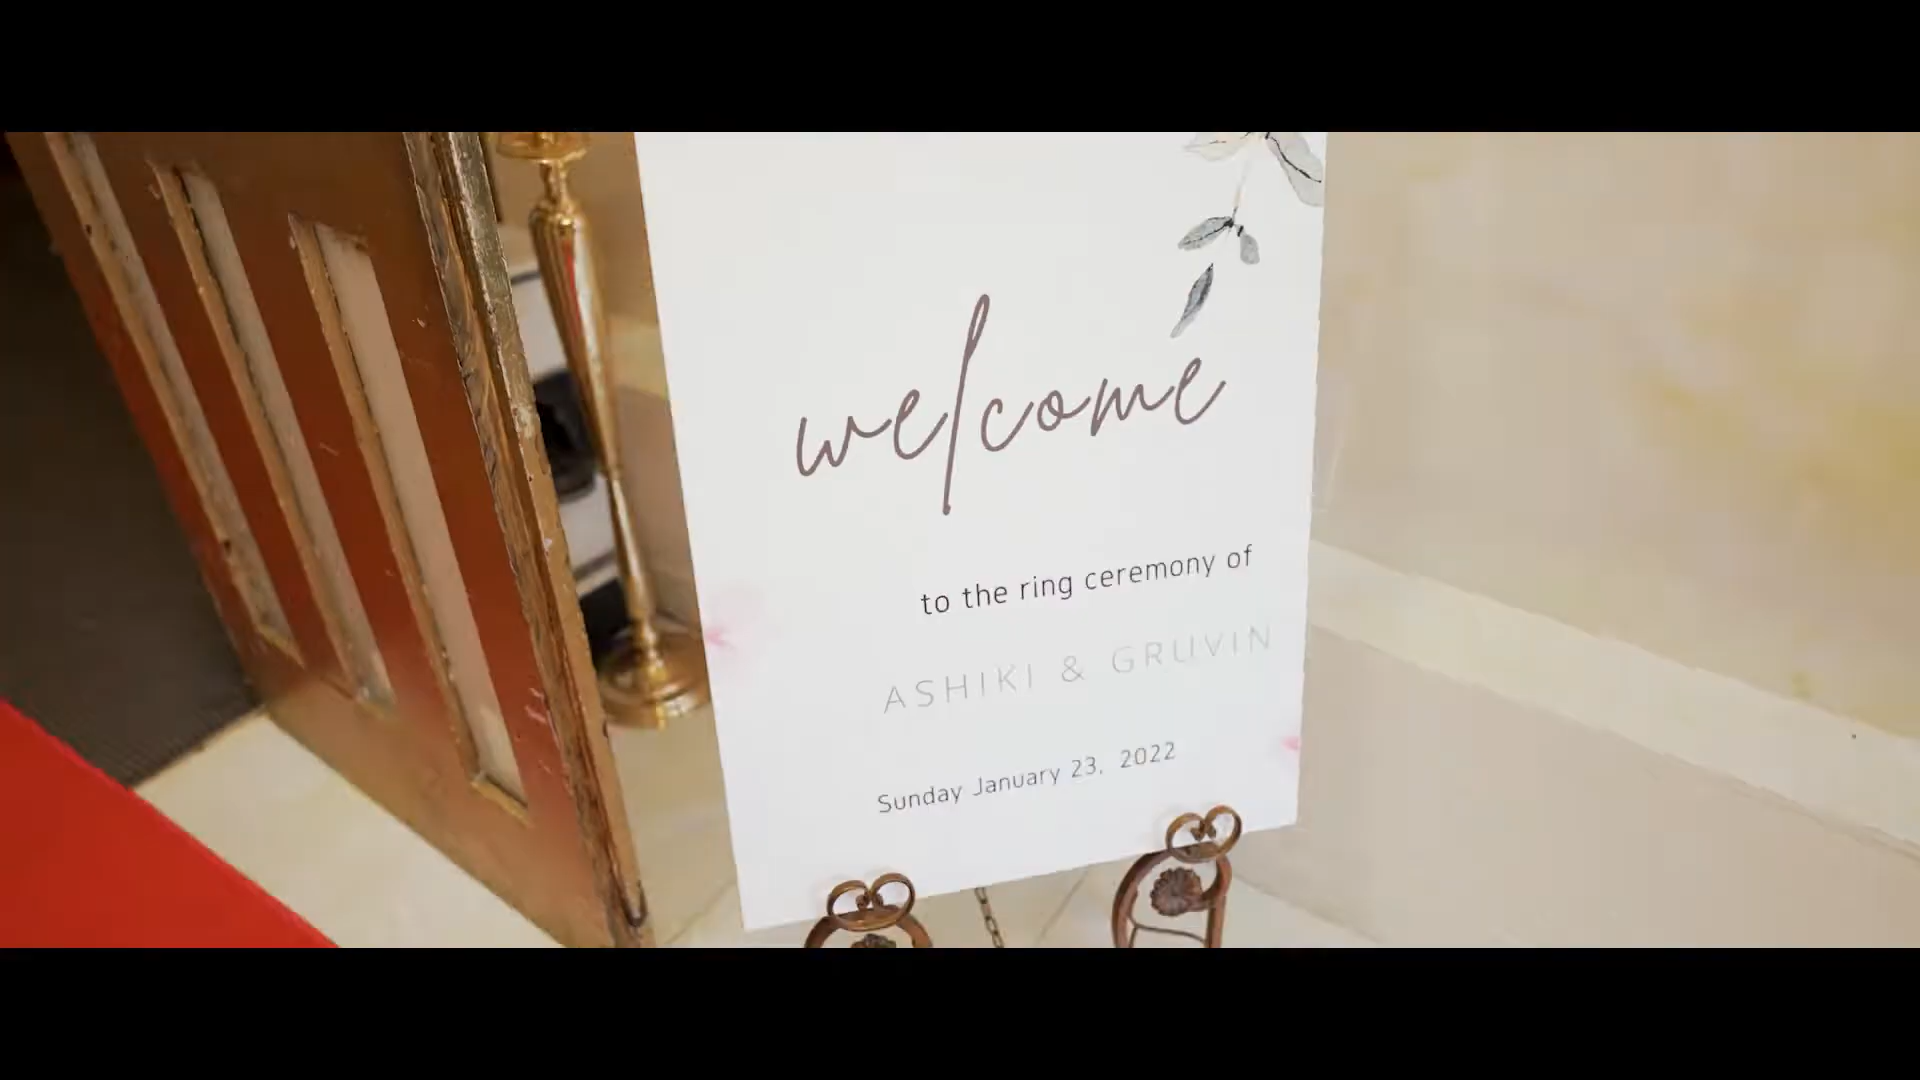 welcome
to the ring ceremony of
ASHIKI & GRUVIN
Sunday January 23, 2022